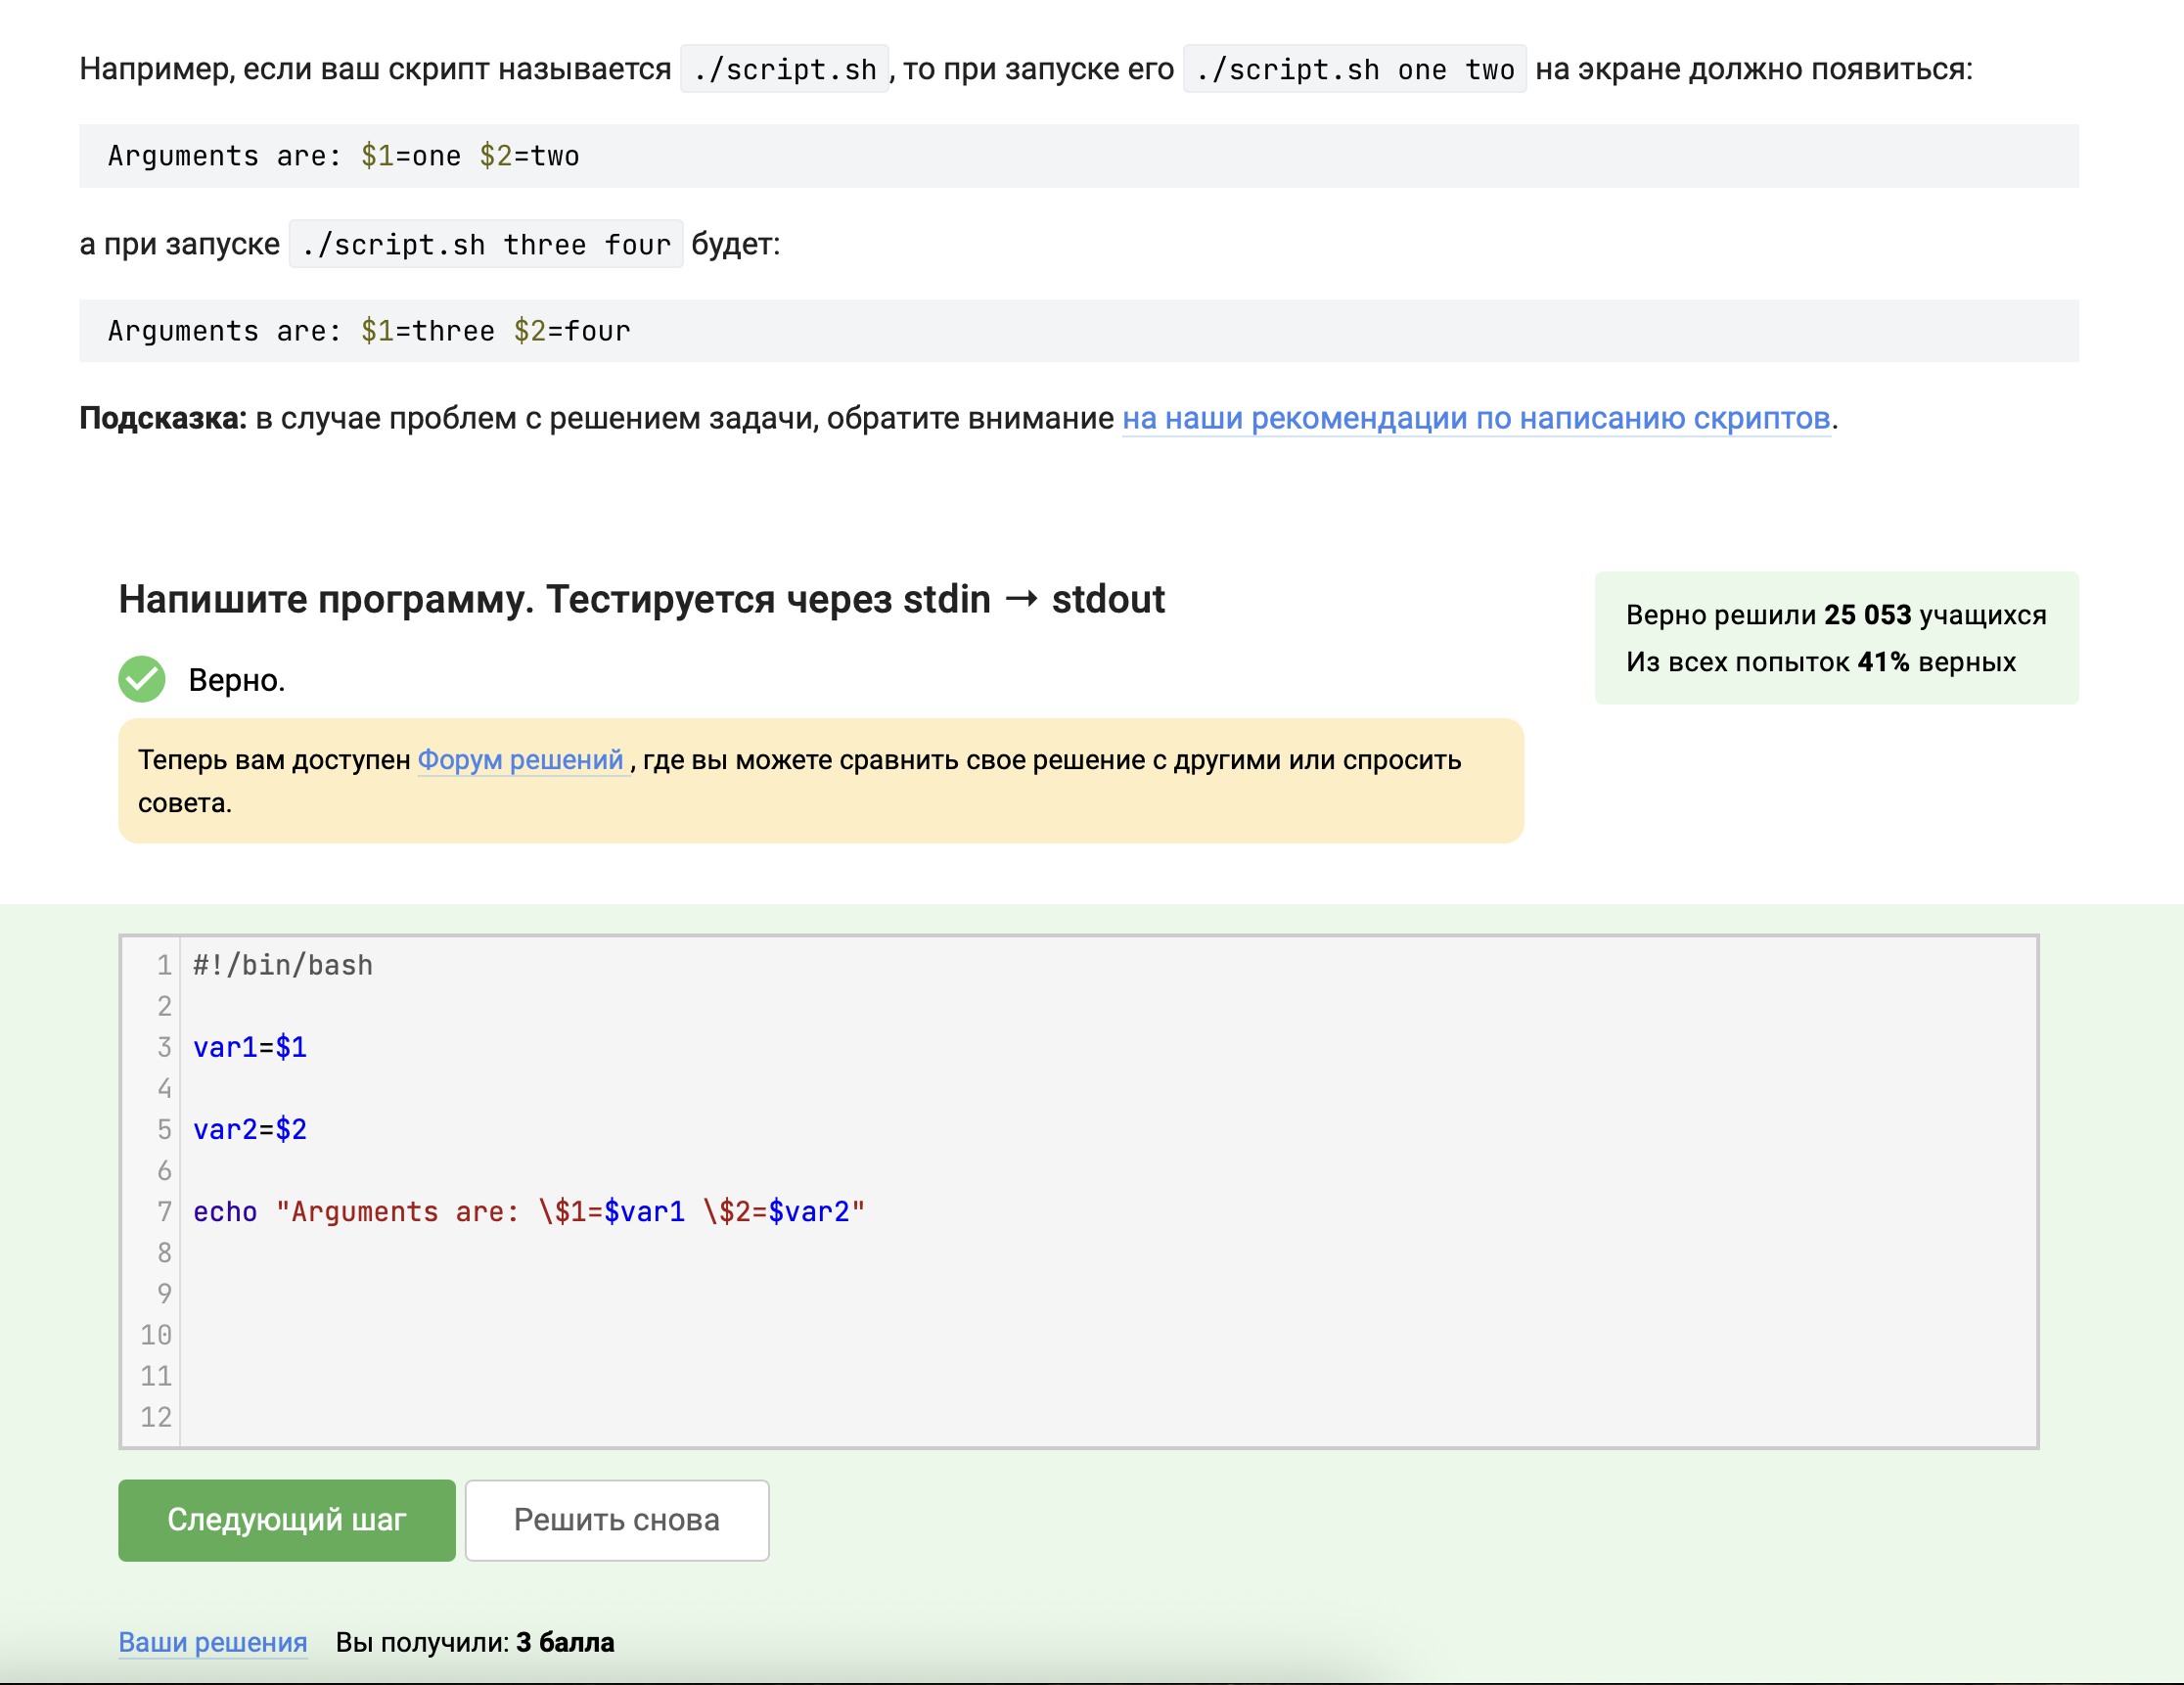 Например, если ваш скрипт называется ./script.sh, то при запуске его ./script.sh one two на экране должно появиться:
Arguments are: $1=one $2=two
а при запуске ./script.sh three four будет:
Arguments are: $1=three $2=four
Подсказка: в случае проблем с решением задачи, обратите внимание на наши рекомендации по написанию скриптов.
Напишите программу. Тестируется через stdin → stdout
Верно решили 25 053 учащихся
Из всех попыток 41% верных
Верно.
Теперь вам доступен Форум решений, где вы можете сравнить свое решение с другими или спросить
совета.
1 #!/bin/bash
2
3 var1=$1
4
5 var2=$2
6
7 echo "Arguments are: \$1=$var1 \$2=$var2"
8
9
10
11
12
Следующий шаг Решить снова
Ваши решения Вы получили: 3 балла